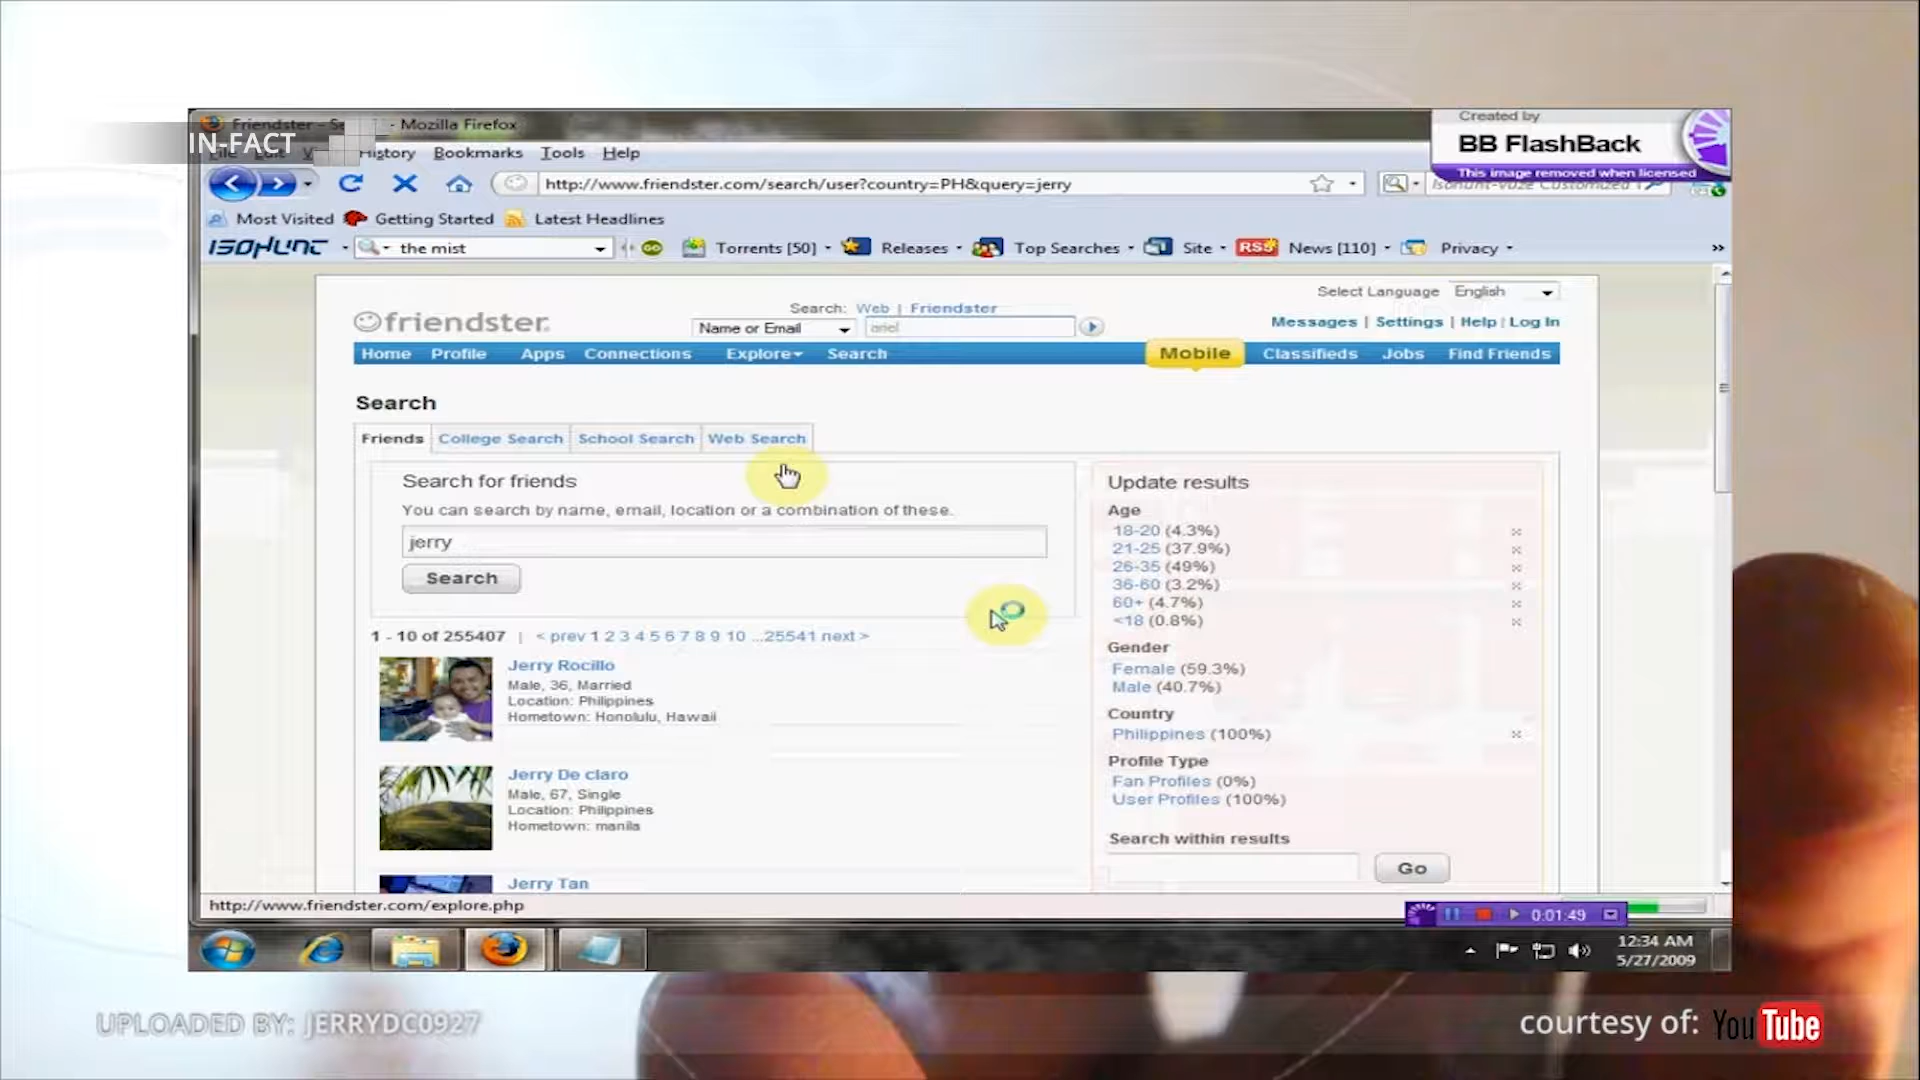 Friendster - Se - Mozilla Firefox
IN-FACT
File Edit History Bookmarks Tools Help
Created by
BB FlashBack
This image removed when licensed
http://www.friendster.com/search/user?country=PH&query=jerry
Isohunt-Vuze Customized
Most Visited Getting Started Latest Headlines
ISOHUNT the mist GO Torrents [50] Releases Top Searches Site RSS News [110] Privacy »
Select Language English
Search: Web | Friendster
friendster.
Name or Email ariel
Messages | Settings | Help | Log In
Home Profile Apps Connections Explore Search Mobile Classifieds Jobs Find Friends
Search
Friends College Search School Search Web Search
Search for friends
You can search by name, email, location or a combination of these.
jerry
Search
1 - 10 of 255407 | < prev 1 2 3 4 5 6 7 8 9 10 ...25541 next >
Jerry Rocillo
Male, 36, Married
Location: Philippines
Hometown: Honolulu, Hawaii
Jerry De claro
Male, 67, Single
Location: Philippines
Hometown: manila
Jerry Tan
Update results
Age
18-20 (4.3%)
21-25 (37.9%)
26-35 (49%)
36-60 (3.2%)
60+ (4.7%)
<18 (0.8%)
Gender
Female (59.3%)
Male (40.7%)
Country
Philippines (100%)
Profile Type
Fan Profiles (0%)
User Profiles (100%)
Search within results
Go
http://www.friendster.com/explore.php
0:01:49
12:34 AM
5/27/2009
UPLOADED BY: JERRYDC0927
courtesy of: YouTube